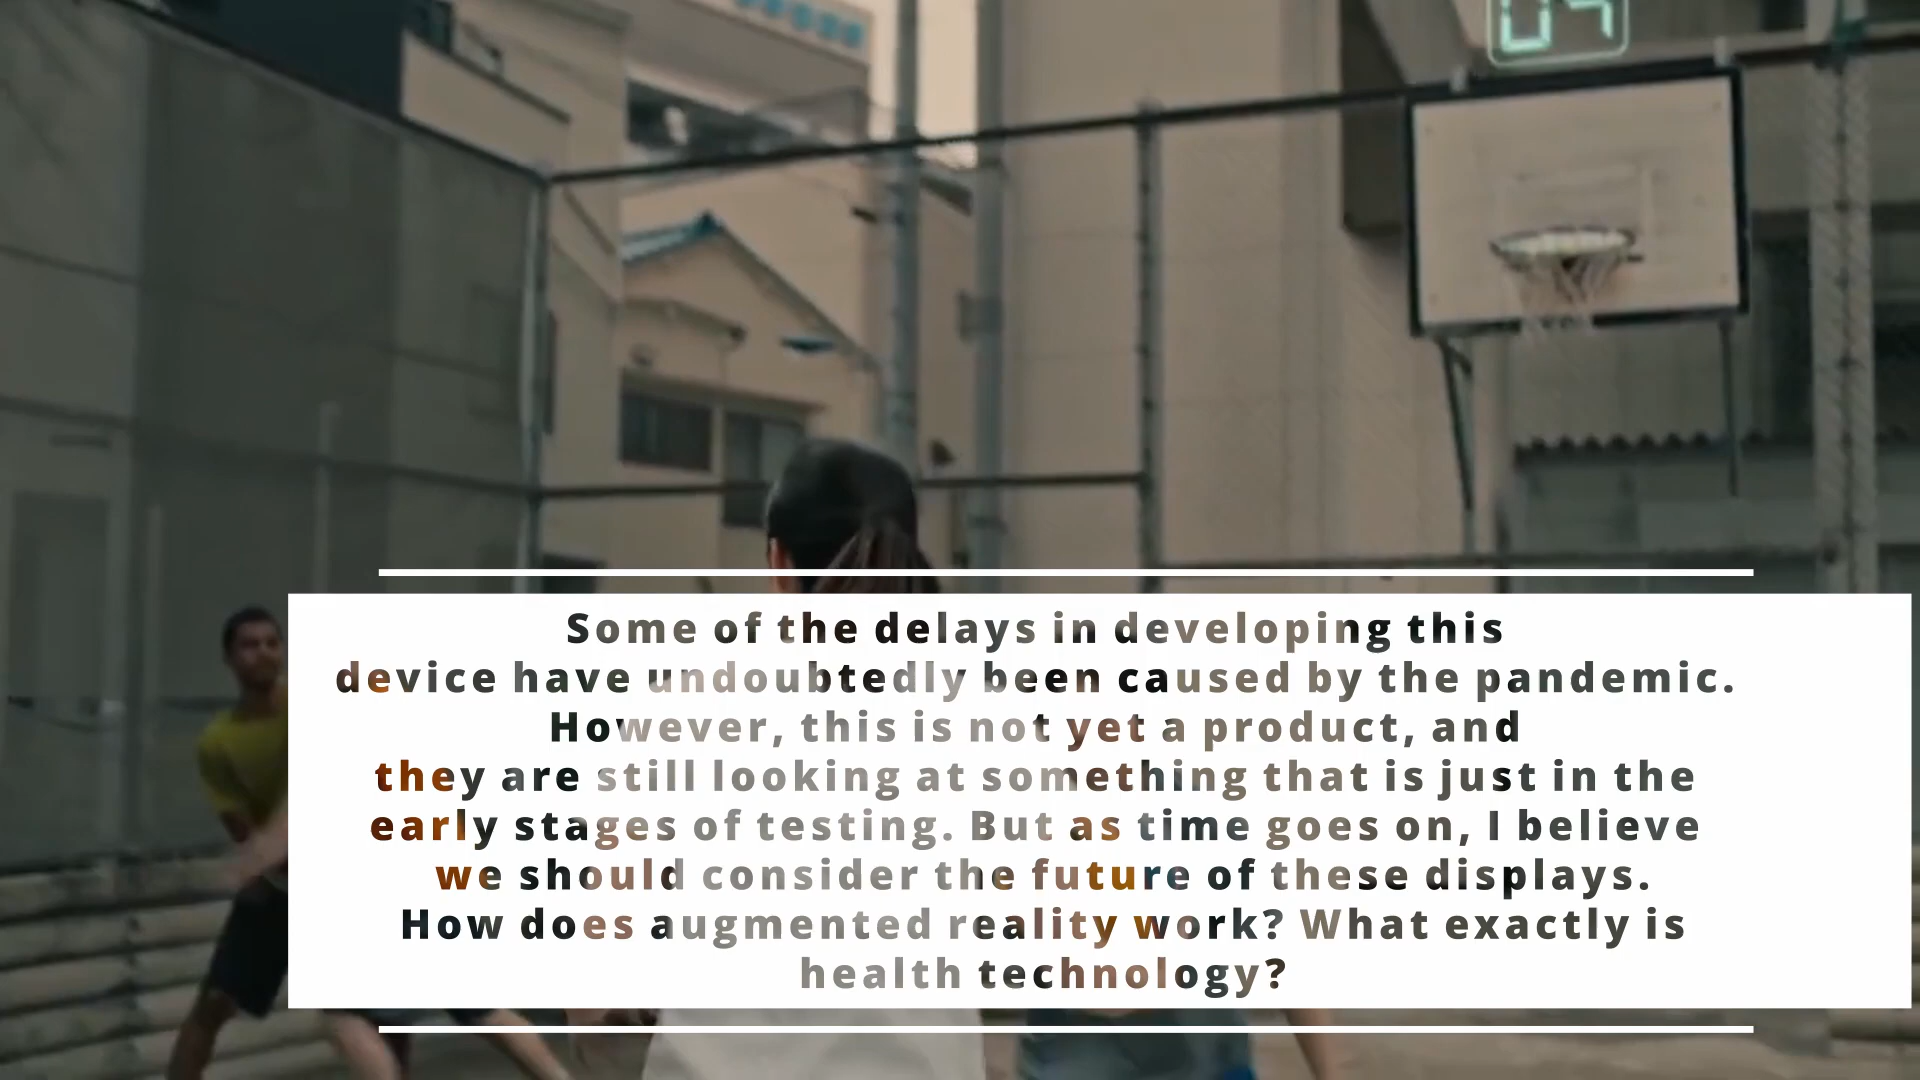 Some of the delays in developing this
device have undoubtedly been caused by the pandemic.
However, this is not yet a product, and
they are still looking at something that is just in the
early stages of testing. But as time goes on, I believe
we should consider the future of these displays.
How does augmented reality work? What exactly is
health technology?